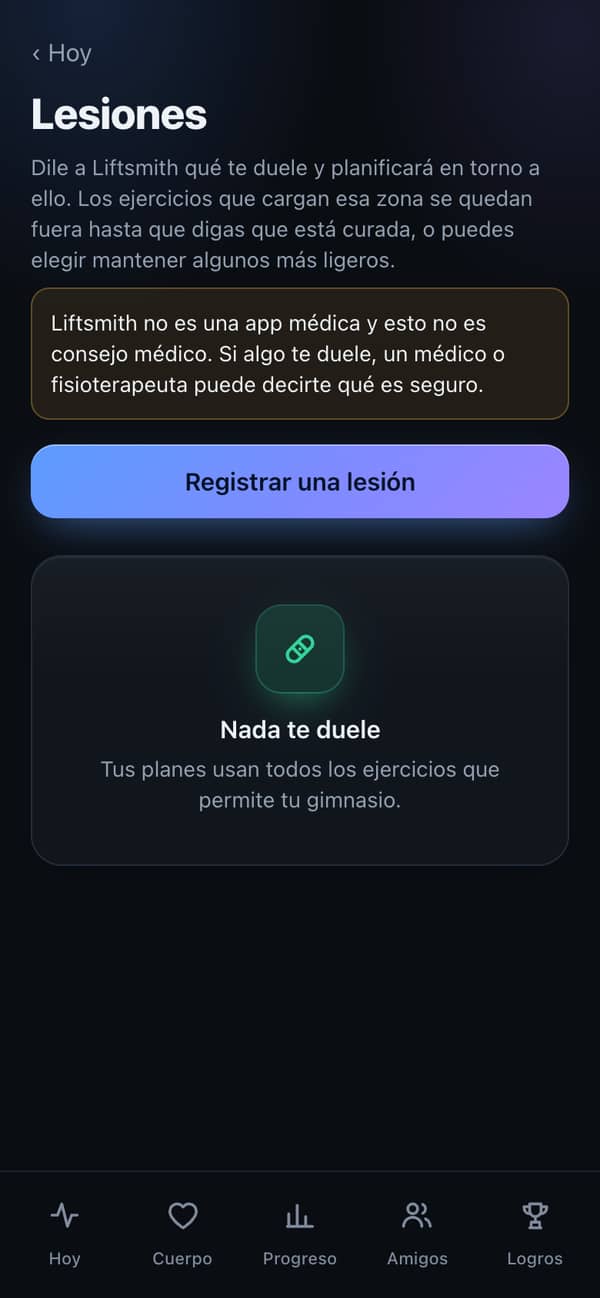 ‹ Hoy
Lesiones
Dile a Liftsmith qué te duele y planificará en torno a
ello. Los ejercicios que cargan esa zona se quedan
fuera hasta que digas que está curada, o puedes
elegir mantener algunos más ligeros.
Liftsmith no es una app médica y esto no es
consejo médico. Si algo te duele, un médico o
fisioterapeuta puede decirte qué es seguro.
Registrar una lesión
Nada te duele
Tus planes usan todos los ejercicios que
permite tu gimnasio.
Hoy
Cuerpo
Progreso
Amigos
Logros